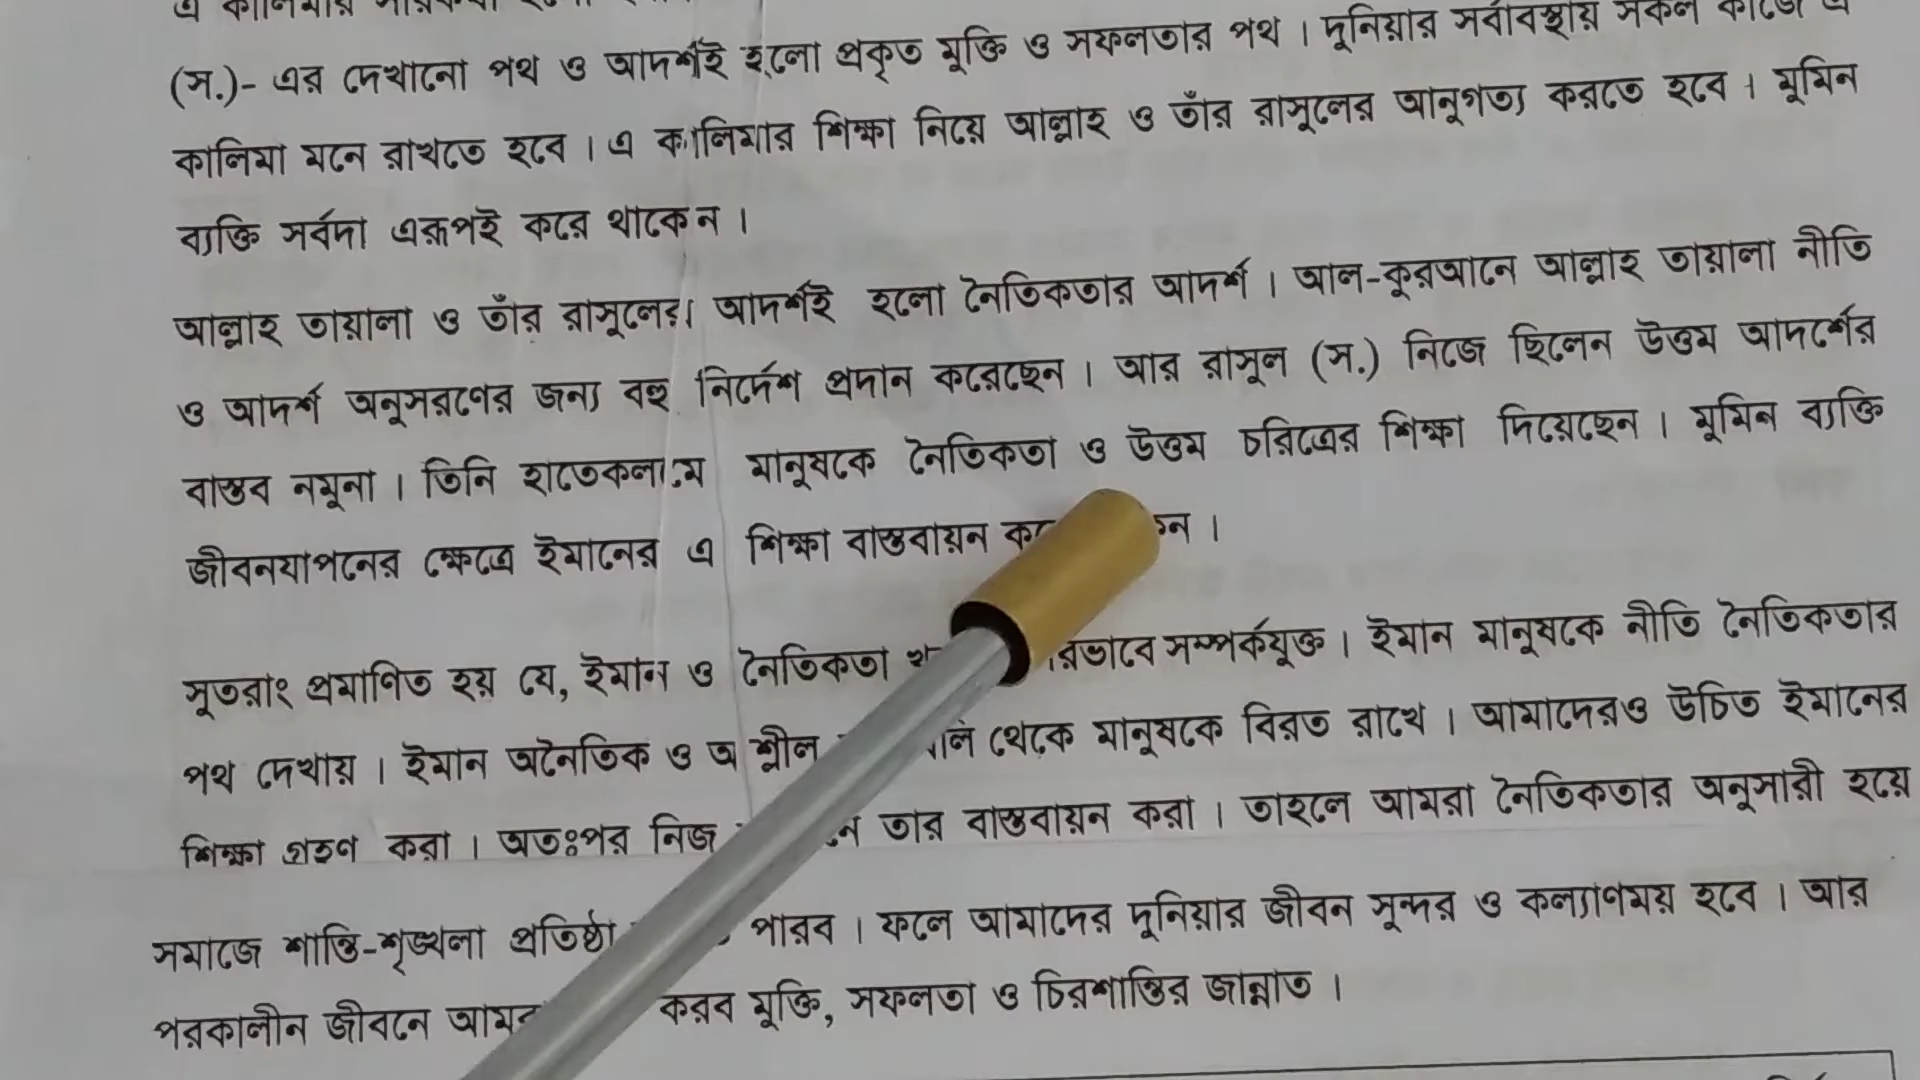 এ কালিমার
(স.)- এর দেখানো পথ ও আদর্শই হলো প্রকৃত মুক্তি ও সফলতার পথ । দুনিয়ার সর্বাবস্থায় সকল কাজে এ
কালিমা মনে রাখতে হবে । এ কালিমার শিক্ষা নিয়ে আল্লাহ ও তাঁর রাসুলের আনুগত্য করতে হবে । মুমিন
ব্যক্তি সর্বদা এরূপই করে থাকেন ।
আল্লাহ তায়ালা ও তাঁর রাসুলের আদর্শই হলো নৈতিকতার আদর্শ । আল-কুরআনে আল্লাহ তায়ালা নীতি
ও আদর্শ অনুসরণের জন্য বহু নির্দেশ প্রদান করেছেন । আর রাসুল (স.) নিজে ছিলেন উত্তম আদর্শের
বাস্তব নমুনা । তিনি হাতেকলমে মানুষকে নৈতিকতা ও উত্তম চরিত্রের শিক্ষা দিয়েছেন । মুমিন ব্যক্তি
জীবনযাপনের ক্ষেত্রে ইমানের এ শিক্ষা বাস্তবায়ন
সুতরাং প্রমাণিত হয় যে, ইমান ও নৈতিকতা সম্পর্কযুক্ত । ইমান মানুষকে নীতি নৈতিকতার
পথ দেখায় । ইমান অনৈতিক ও অশ্লীল থেকে মানুষকে বিরত রাখে । আমাদেরও উচিত ইমানের
শিক্ষা গ্রহণ করা । অতঃপর নিজ তার বাস্তবায়ন করা । তাহলে আমরা নৈতিকতার অনুসারী হয়ে
সমাজে শান্তি-শৃঙ্খলা প্রতিষ্ঠা পারব । ফলে আমাদের দুনিয়ার জীবন সুন্দর ও কল্যাণময় হবে । আর
পরকালীন জীবনে করব মুক্তি, সফলতা ও চিরশান্তির জান্নাত ।